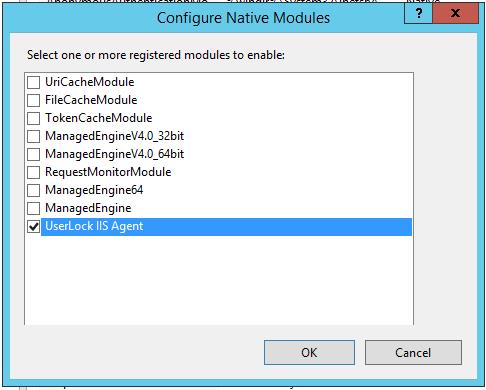 Configure Native Modules
?
x
Select one or more registered modules to enable:
UriCacheModule
FileCacheModule
TokenCacheModule
ManagedEngineV4.0_32bit
ManagedEngineV4.0_64bit
RequestMonitorModule
ManagedEngine64
ManagedEngine
UserLock IIS Agent
OK
Cancel